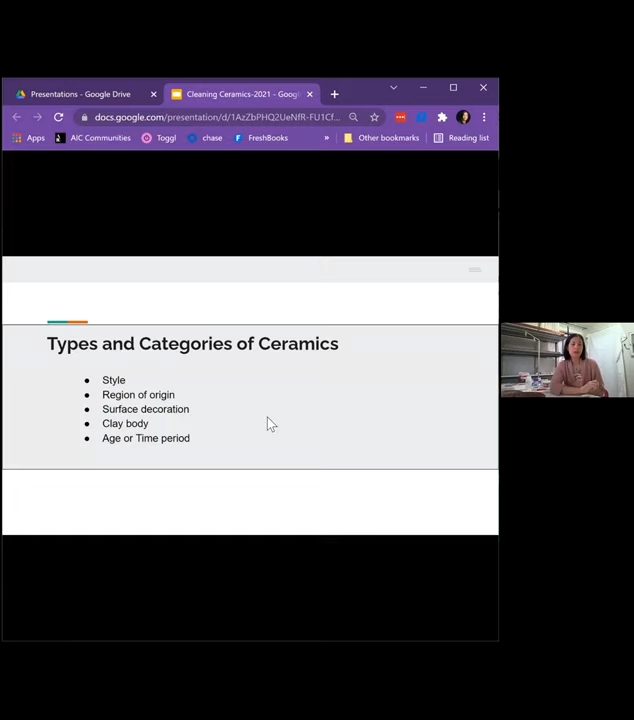 Presentations - Google Drive
Cleaning Ceramics-2021 - Goog
docs.google.com/presentation/d/1AzZbPHQ2UeNfR-FU1Cf...
Apps
AIC Communities
Toggl
chase
FreshBooks
»
Other bookmarks
Reading list
Types and Categories of Ceramics
● Style
● Region of origin
● Surface decoration
● Clay body
● Age or Time period